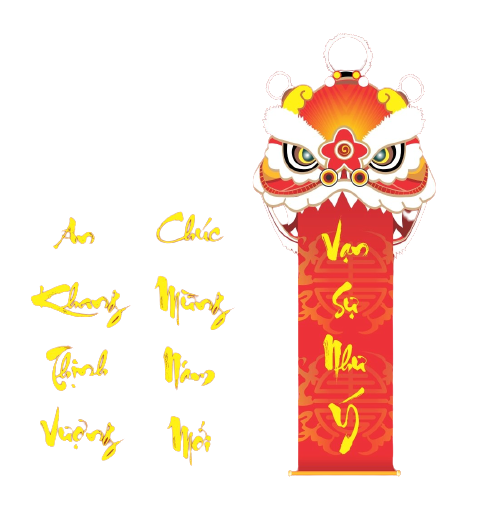 An
Khang
Thịnh
Vượng
Chúc
Mừng
Năm
Mới
Vạn
Sự
Như
Ý